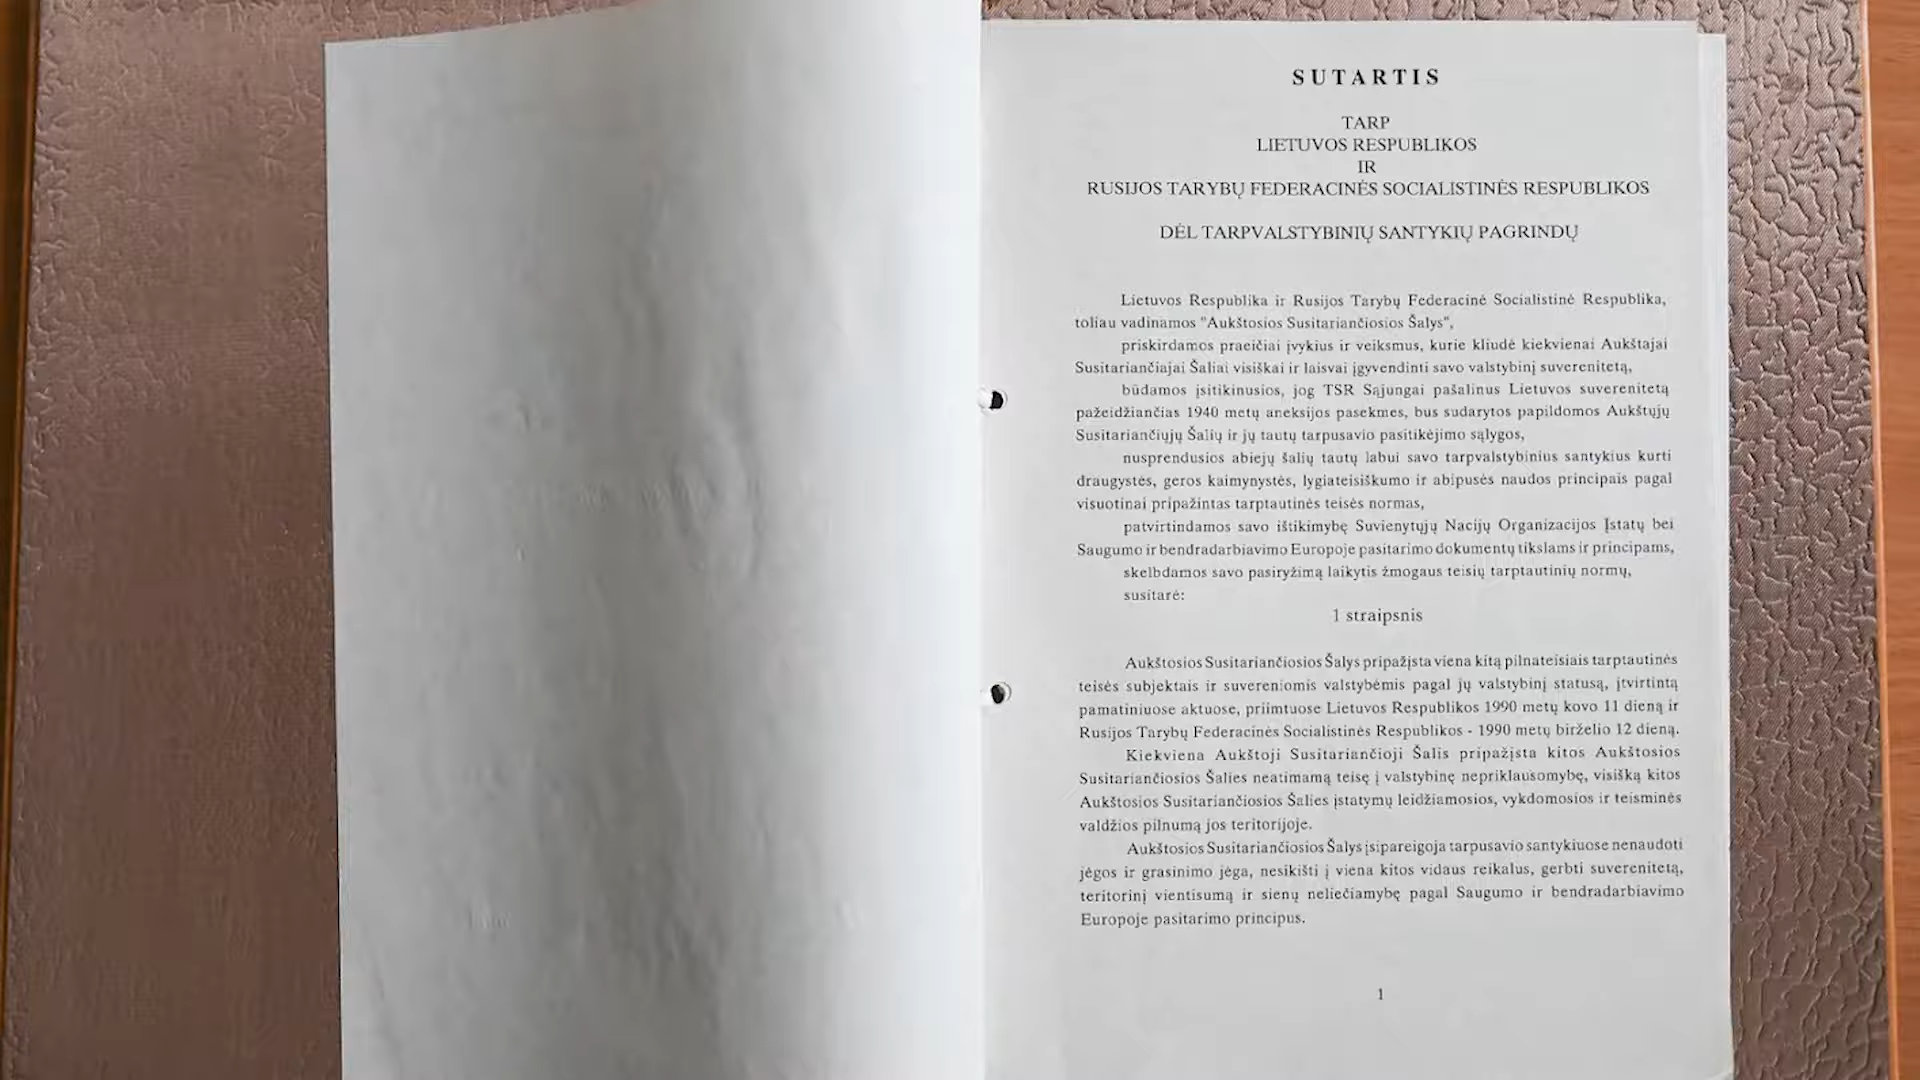 SUTARTIS
TARP
LIETUVOS RESPUBLIKOS
IR
RUSIJOS TARYBŲ FEDERACINĖS SOCIALISTINĖS RESPUBLIKOS
DĖL TARPVALSTYBINIŲ SANTYKIŲ PAGRINDŲ
Lietuvos Respublika ir Rusijos Tarybų Federacinė Socialistinė Respublika,
toliau vadinamos "Aukštosios Susitariančiosios Šalys",
priskirdamos praeičiai įvykius ir veiksmus, kurie kliudė kiekvienai Aukštajai
Susitariančiajai Šaliai visiškai ir laisvai įgyvendinti savo valstybinį suverenitetą,
būdamos įsitikinusios, jog TSR Sąjungai pašalinus Lietuvos suverenitetą
pažeidžiančias 1940 metų aneksijos pasekmes, bus sudarytos papildomos Aukštųjų
Susitariančiųjų Šalių ir jų tautų tarpusavio pasitikėjimo sąlygos,
nusprendusios abiejų šalių tautų labui savo tarpvalstybinius santykius kurti
draugystės, geros kaimynystės, lygiateisiškumo ir abipusės naudos principais pagal
visuotinai pripažintas tarptautinės teisės normas,
patvirtindamos savo ištikimybę Suvienytųjų Nacijų Organizacijos Įstatų bei
Saugumo ir bendradarbiavimo Europoje pasitarimo dokumentų tikslams ir principams,
skelbdamos savo pasiryžimą laikytis žmogaus teisių tarptautinių normų,
susitarė:
1 straipsnis
Aukštosios Susitariančiosios Šalys pripažįsta viena kitą pilnateisiais tarptautinės
teisės subjektais ir suvereniomis valstybėmis pagal jų valstybinį statusą, įtvirtintą
pamatiniuose aktuose, priimtuose Lietuvos Respublikos 1990 metų kovo 11 dieną ir
Rusijos Tarybų Federacinės Socialistinės Respublikos - 1990 metų birželio 12 dieną.
Kiekviena Aukštoji Susitariančioji Šalis pripažįsta kitos Aukštosios
Susitariančiosios Šalies neatimamą teisę į valstybinę nepriklausomybę, visišką kitos
Aukštosios Susitariančiosios Šalies įstatymų leidžiamosios, vykdomosios ir teisminės
valdžios pilnumą jos teritorijoje.
Aukštosios Susitariančiosios Šalys įsipareigoja tarpusavio santykiuose nenaudoti
jėgos ir grasinimo jėga, nesikišti į viena kitos vidaus reikalus, gerbti suverenitetą,
teritorinį vientisumą ir sienų neliečiamybę pagal Saugumo ir bendradarbiavimo
Europoje pasitarimo principus.
1